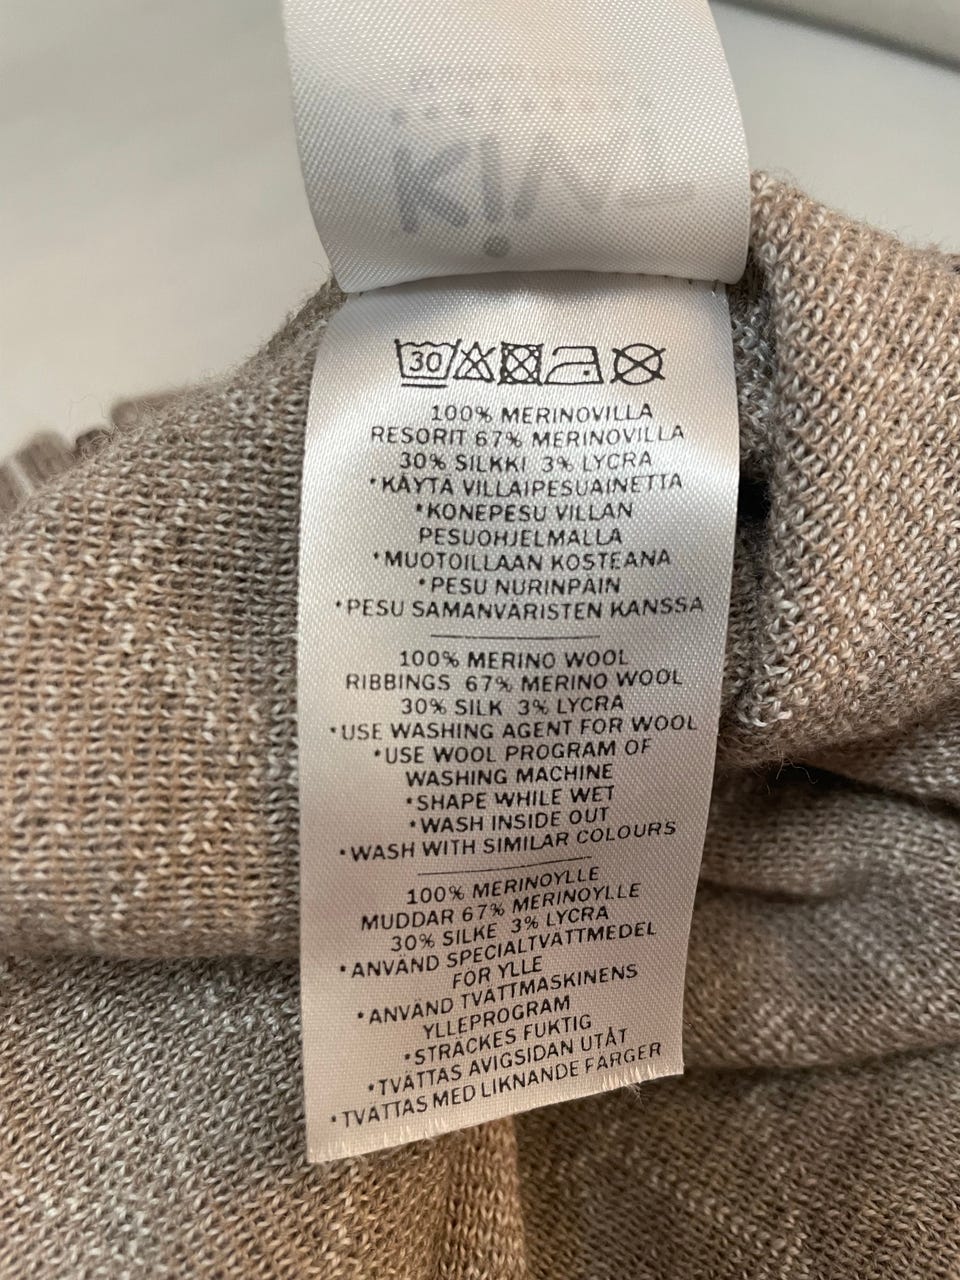 30
100% MERINOVILLA
RESORIT 67% MERINOVILLA
30% SILKKI 3% LYCRA
*KÄYTÄ VILLAIPESUAINETTA
*KONEPESU VILLAN
PESUOHJELMALLA
*MUOTOILLAAN KOSTEANA
*PESU NURINPÄIN
*PESU SAMANVÄRISTEN KANSSA
100% MERINO WOOL
RIBBINGS 67% MERINO WOOL
30% SILK 3% LYCRA
*USE WASHING AGENT FOR WOOL
*USE WOOL PROGRAM OF
WASHING MACHINE
*SHAPE WHILE WET
*WASH INSIDE OUT
*WASH WITH SIMILAR COLOURS
100% MERINOYLLE
MUDDAR 67% MERINOYLLE
30% SILKE 3% LYCRA
*ANVÄND SPECIALTVÄTTMEDEL
FÖR YLLE
*ANVÄND TVÄTTMASKINENS
YLLEPROGRAM
*STRÄCKES FUKTIG
*TVÄTTAS AVIGSIDAN UTÅT
*TVÄTTAS MED LIKNANDE FÄRGER